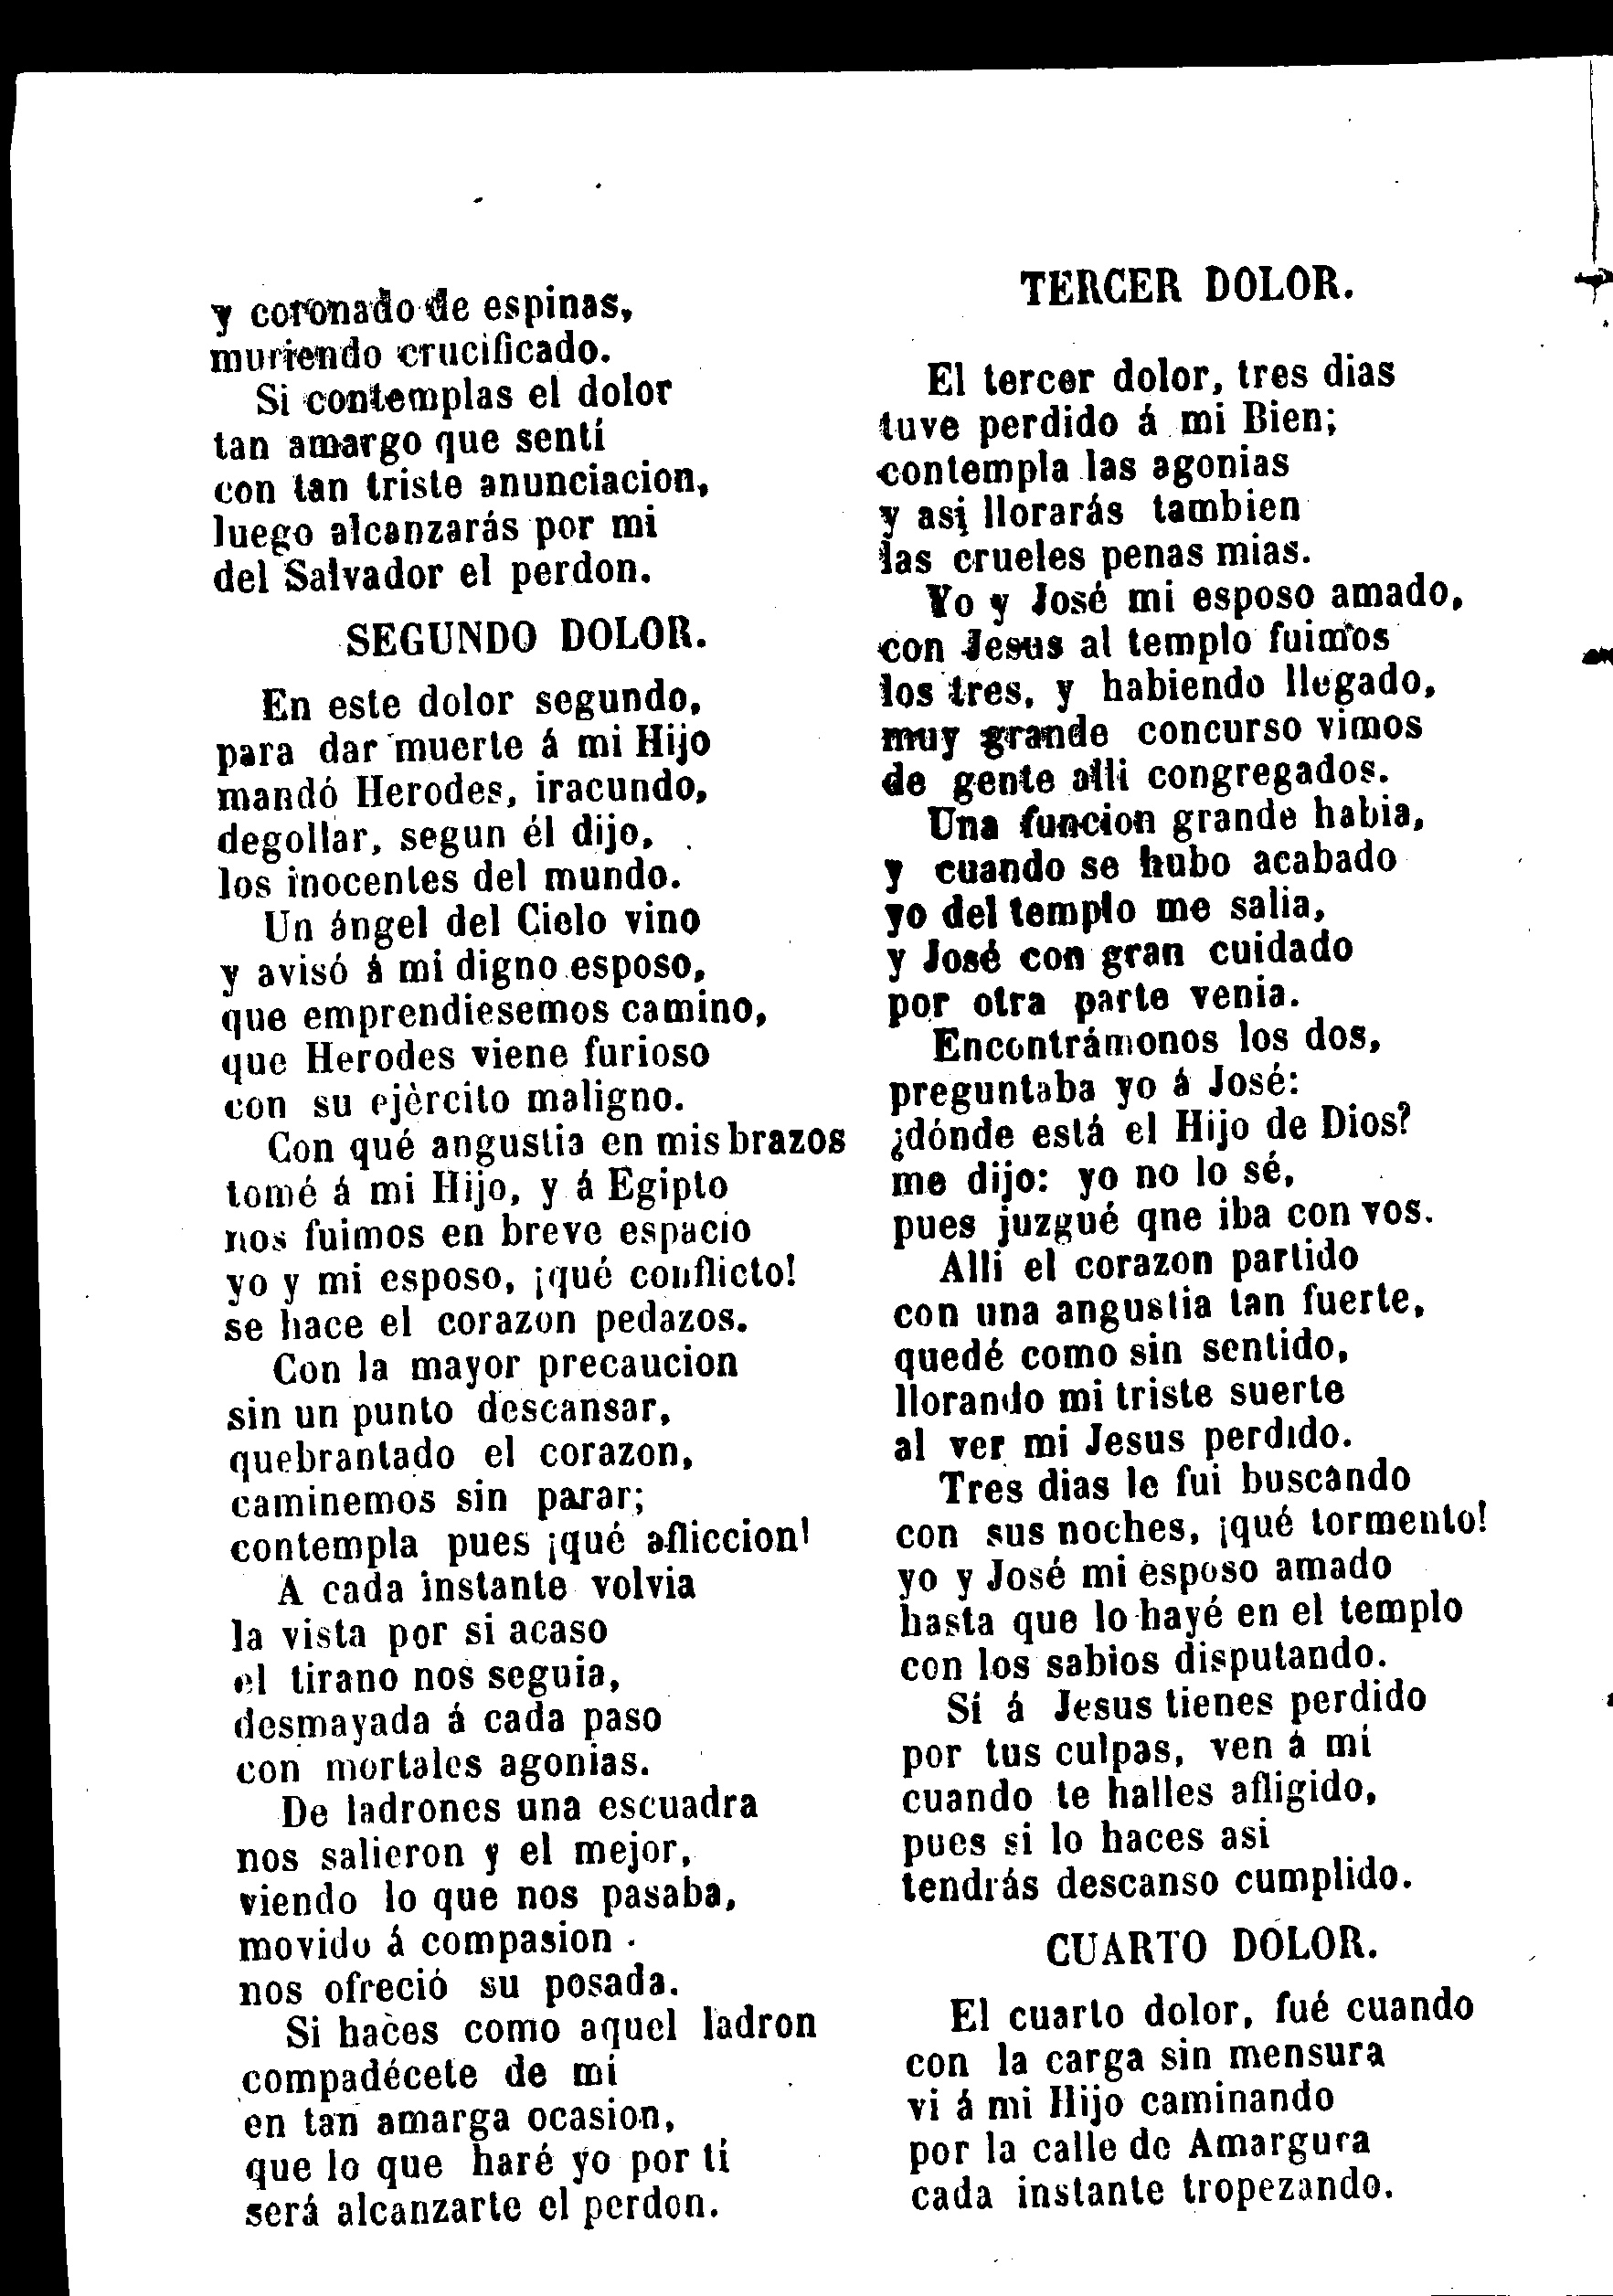 y coronado de espinas,
muriendo crucificado.
Si contemplas el dolor
tan amargo que sentí
con tan triste anunciacion,
luego alcanzarás por mi
del Salvador el perdon.
SEGUNDO DOLOR.
En este dolor segundo,
para dar muerte á mi Hijo
mandó Herodes, iracundo,
degollar, segun él dijo,
los inocentes del mundo.
Un ángel del Cielo vino
y avisó á mi digno esposo,
que emprendiesemos camino,
que Herodes viene furioso
con su ejèrcito maligno.
Con qué angustia en mis brazos
tomé á mi Hijo, y á Egipto
nos fuimos en breve espacio
yo y mi esposo, ¡qué conflicto!
se hace el corazon pedazos.
Con la mayor precaucion
sin un punto descansar,
quebrantado el corazon,
caminemos sin parar;
contempla pues ¡qué afliccion!
A cada instante volvia
la vista por si acaso
el tirano nos seguia,
desmayada á cada paso
con mortales agonias.
De ladrones una escuadra
nos salieron y el mejor,
viendo lo que nos pasaba,
movido á compasion
nos ofreció su posada.
Si haces como aquel ladron
compadécete de mí
en tan amarga ocasion,
que lo que haré yo por tí
será alcanzarte el perdon.
TERCER DOLOR.
El tercer dolor, tres dias
tuve perdido á mi Bien;
contempla las agonias
y asi llorarás tambien
las crueles penas mias.
Yo y José mi esposo amado,
con Jesus al templo fuimos
los tres, y habiendo llegado,
muy grande concurso vimos
de gente alli congregados.
Una funcion grande habia,
y cuando se hubo acabado
yo del templo me salia,
y José con gran cuidado
por otra parte venia.
Encontrámonos los dos,
preguntaba yo á José:
¿dónde está el Hijo de Dios?
me dijo: yo no lo sé,
pues juzgué qne iba con vos.
Alli el corazon partido
con una angustia tan fuerte,
quedé como sin sentido,
llorando mi triste suerte
al ver mi Jesus perdido.
Tres dias le fui buscando
con sus noches, ¡qué tormento!
yo y José mi esposo amado
hasta que lo hayé en el templo
con los sabios disputando.
Sí á Jesus tienes perdido
por tus culpas, ven á mí
cuando te halles afligido,
pues si lo haces asi
tendrás descanso cumplido.
CUARTO DOLOR.
El cuarto dolor, fué cuando
con la carga sin mensura
vi á mi Hijo caminando
por la calle de Amargura
cada instante tropezando.